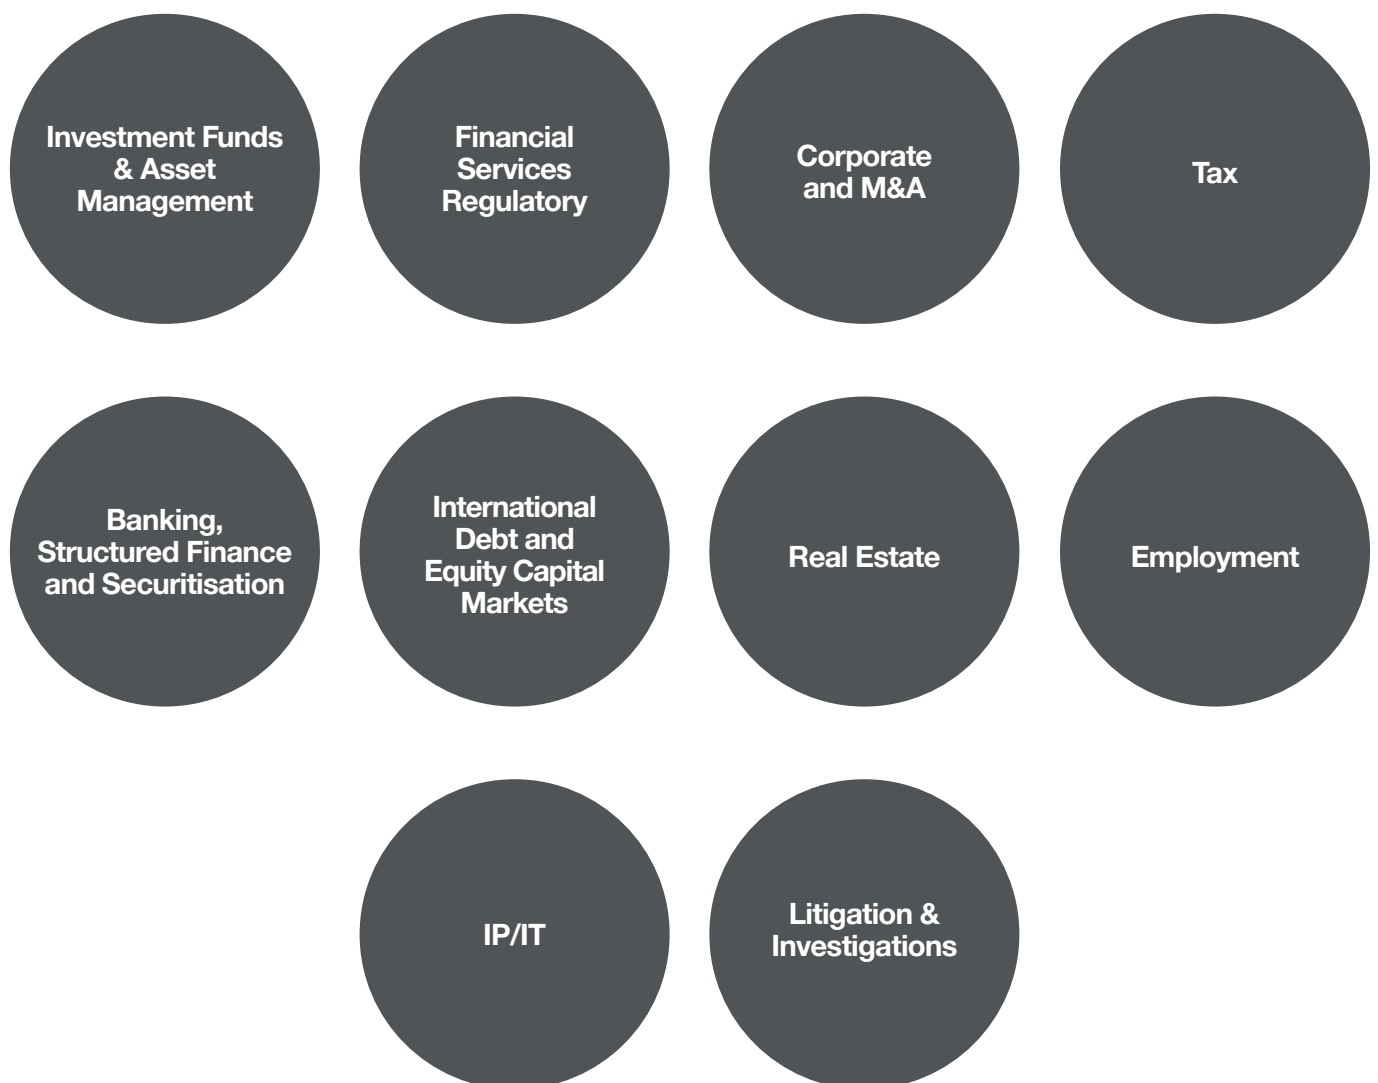 Investment Funds
& Asset
Management
Financial
Services
Regulatory
Corporate
and M&A
Tax
Banking,
Structured Finance
and Securitisation
International
Debt and
Equity Capital
Markets
Real Estate
Employment
IP/IT
Litigation &
Investigations